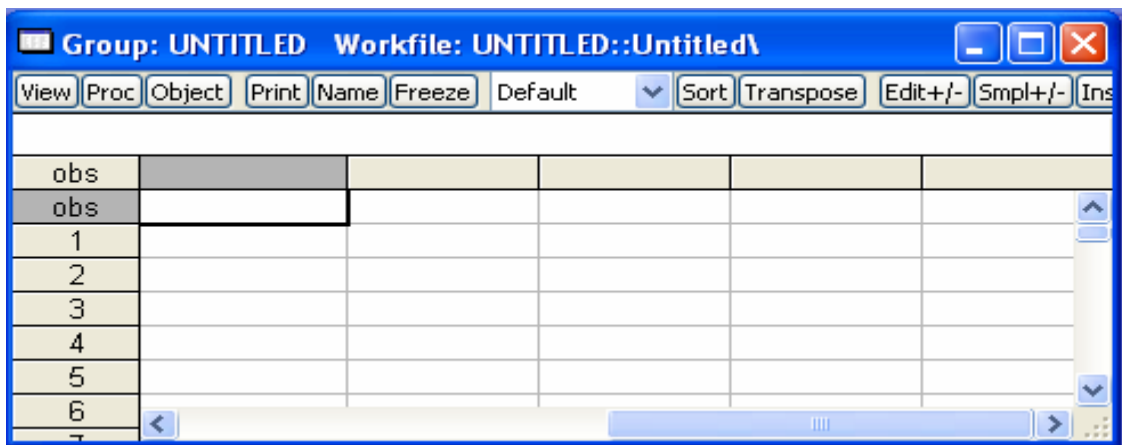 Group: UNTITLED Workfile: UNTITLED::Untitled\
View Proc Object Print Name Freeze Default Sort Transpose Edit+/- Smpl+/- Ins
obs
obs
1
2
3
4
5
6